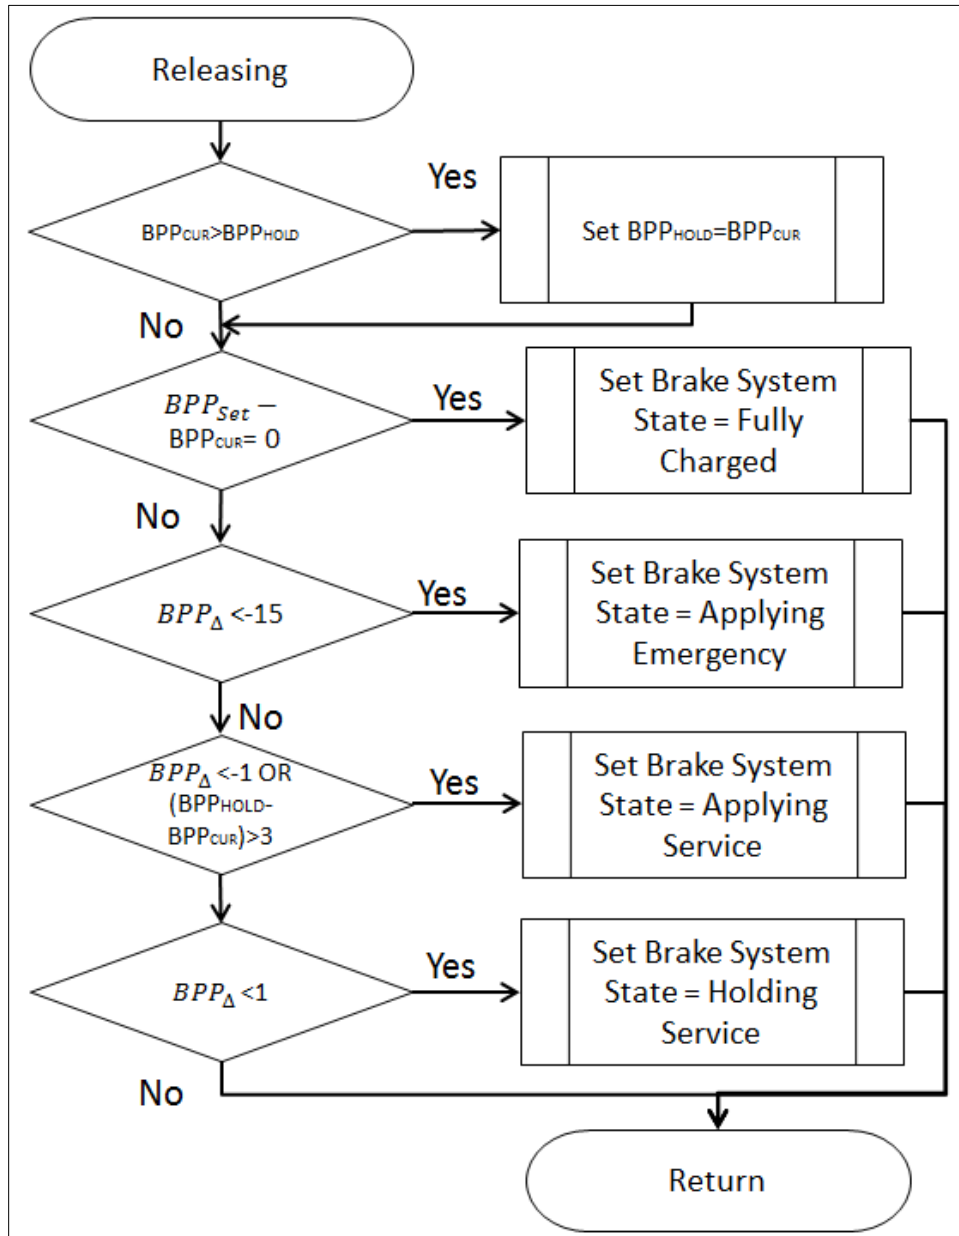 Releasing
Yes
BPPCUR>BPPHOLD
Set BPPHOLD=BPPCUR
No
BPPSet −
BPPCUR= 0
Yes
Set Brake System
State = Fully
Charged
No
BPPΔ <-15
Yes
Set Brake System
State = Applying
Emergency
No
BPPΔ <-1 OR
(BPPHOLD-
BPPCUR)>3
Yes
Set Brake System
State = Applying
Service
BPPΔ <1
Yes
Set Brake System
State = Holding
Service
No
Return